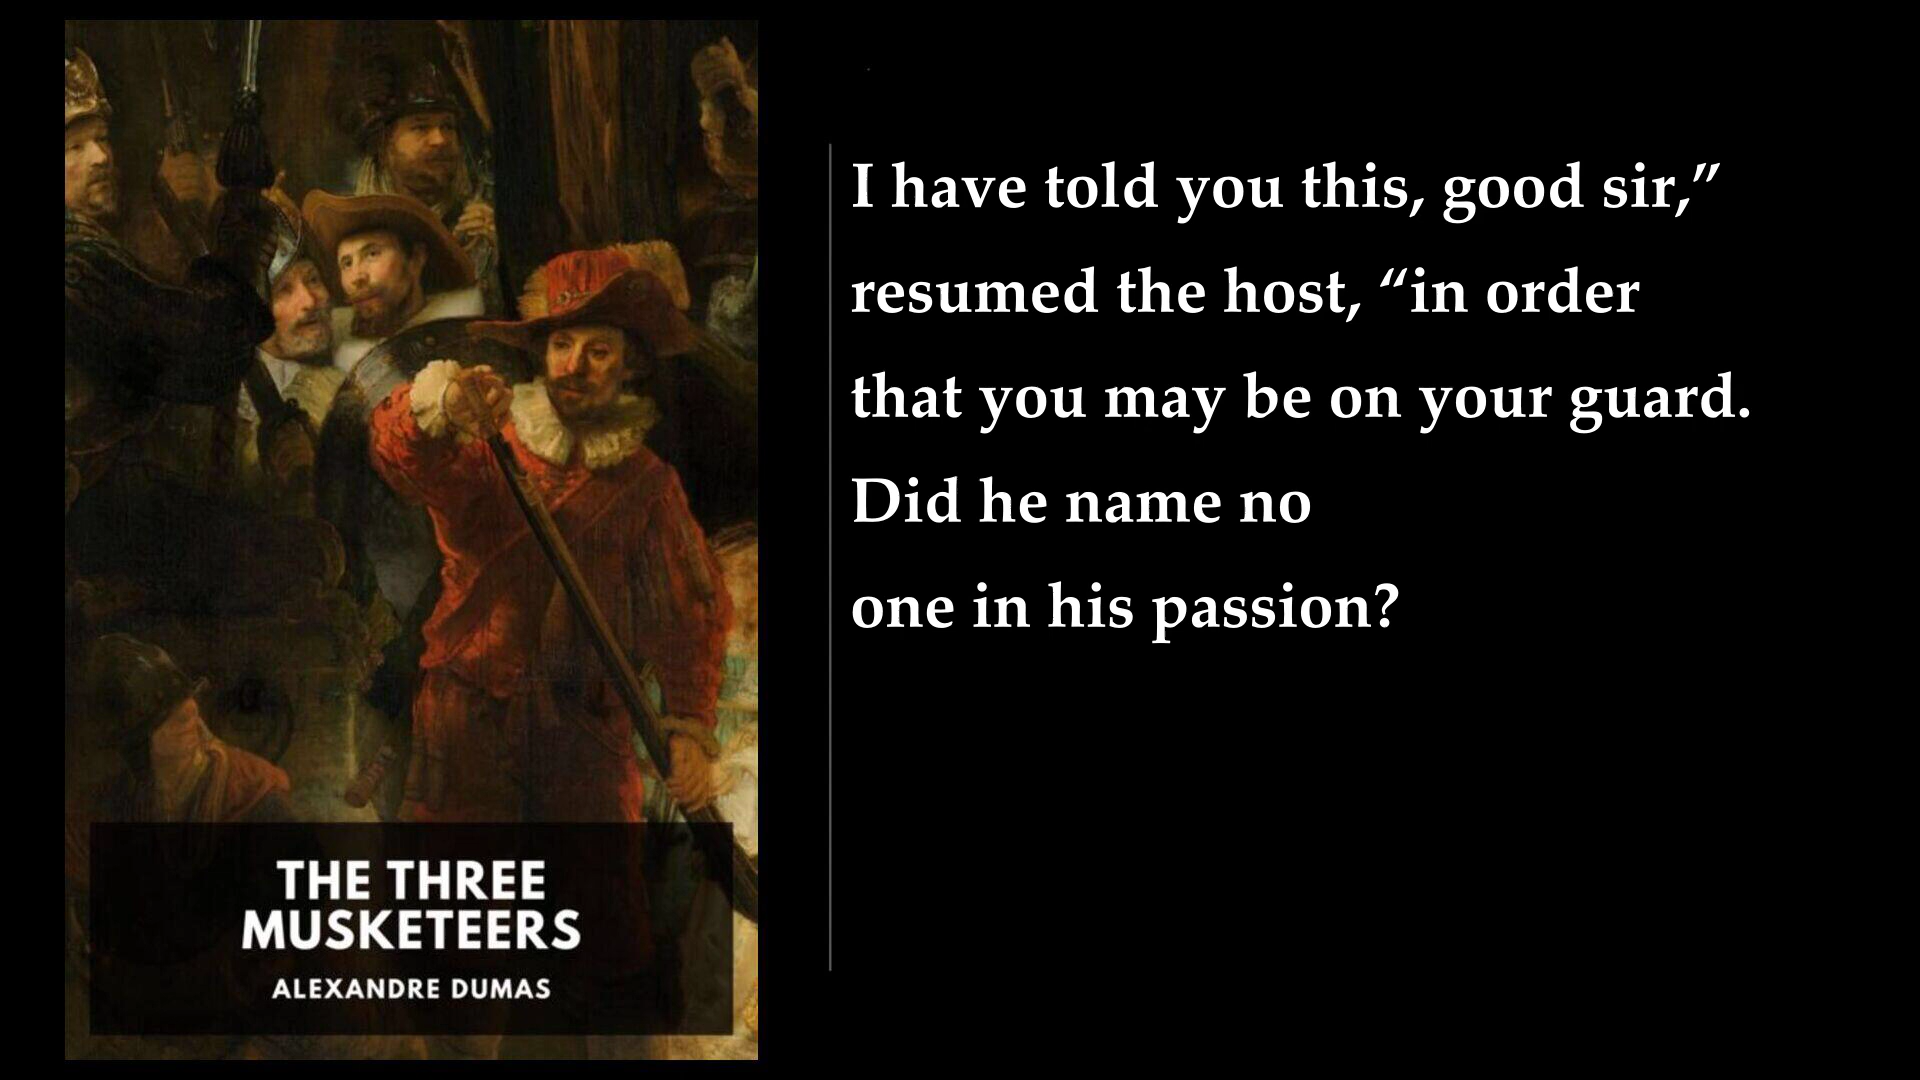 THE THREE
MUSKETEERS
ALEXANDRE DUMAS
I have told you this, good sir,”
resumed the host, “in order
that you may be on your guard.
Did he name no
one in his passion?